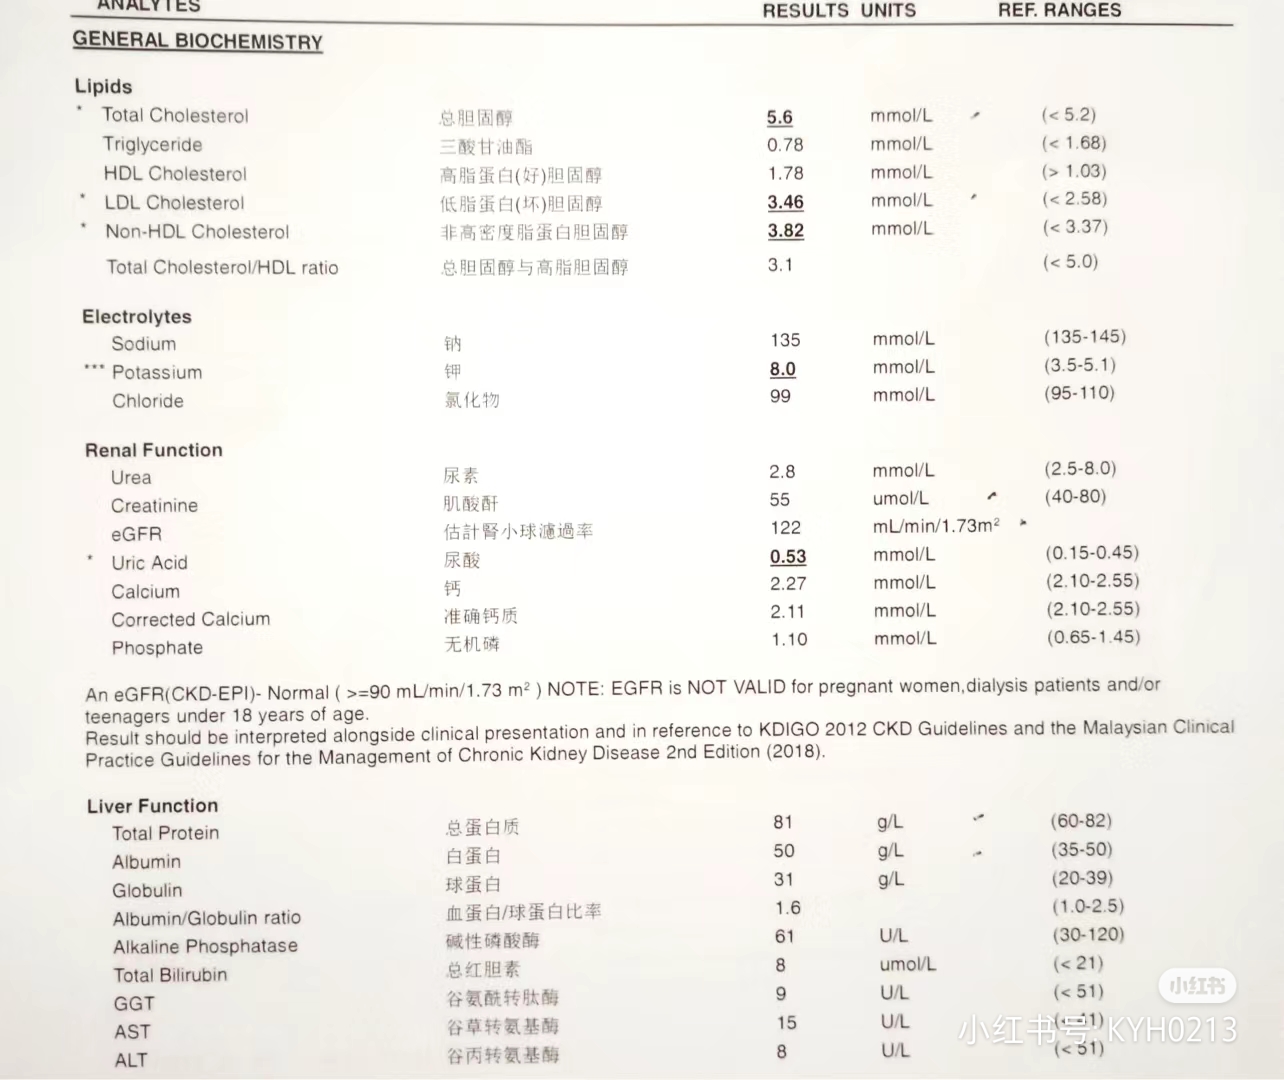 ANALYTES RESULTS UNITS REF. RANGES
GENERAL BIOCHEMISTRY
Lipids
* Total Cholesterol 总胆固醇 5.6 mmol/L (< 5.2)
Triglyceride 三酸甘油酯 0.78 mmol/L (< 1.68)
HDL Cholesterol 高脂蛋白(好)胆固醇 1.78 mmol/L (> 1.03)
* LDL Cholesterol 低脂蛋白(坏)胆固醇 3.46 mmol/L (< 2.58)
* Non-HDL Cholesterol 非高密度脂蛋白胆固醇 3.82 mmol/L (< 3.37)
Total Cholesterol/HDL ratio 总胆固醇与高脂胆固醇 3.1 (< 5.0)
Electrolytes
Sodium 钠 135 mmol/L (135-145)
*** Potassium 钾 8.0 mmol/L (3.5-5.1)
Chloride 氯化物 99 mmol/L (95-110)
Renal Function
Urea 尿素 2.8 mmol/L (2.5-8.0)
Creatinine 肌酸酐 55 umol/L (40-80)
eGFR 估計腎小球濾過率 122 mL/min/1.73m²
* Uric Acid 尿酸 0.53 mmol/L (0.15-0.45)
Calcium 钙 2.27 mmol/L (2.10-2.55)
Corrected Calcium 准确钙质 2.11 mmol/L (2.10-2.55)
Phosphate 无机磷 1.10 mmol/L (0.65-1.45)
An eGFR(CKD-EPI)- Normal ( >=90 mL/min/1.73 m² ) NOTE: EGFR is NOT VALID for pregnant women,dialysis patients and/or
teenagers under 18 years of age.
Result should be interpreted alongside clinical presentation and in reference to KDIGO 2012 CKD Guidelines and the Malaysian Clinical
Practice Guidelines for the Management of Chronic Kidney Disease 2nd Edition (2018).
Liver Function
Total Protein 总蛋白质 81 g/L (60-82)
Albumin 白蛋白 50 g/L (35-50)
Globulin 球蛋白 31 g/L (20-39)
Albumin/Globulin ratio 血蛋白/球蛋白比率 1.6 (1.0-2.5)
Alkaline Phosphatase 碱性磷酸酶 61 U/L (30-120)
Total Bilirubin 总红胆素 8 umol/L (< 21)
GGT 谷氨酰转肽酶 9 U/L (< 51)
AST 谷草转氨基酶 15 U/L (< 41)
ALT 谷丙转氨基酶 8 U/L (< 51)
小红书
小红书号:KYH0213